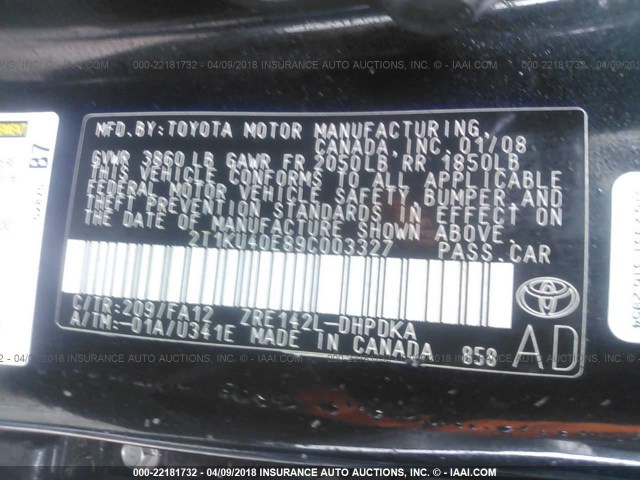 000-22181732 - 04/09/2018 - INSURANCE AUTO AUCTIONS, INC. - © IAAI.COM
MFD.BY:TOYOTA MOTOR MANUFACTURING,
CANADA, INC. 01/08
GVWR 3860 LB GAWR FR 2050LB, RR 1850LB
THIS VEHICLE CONFORMS TO ALL APPLICABLE
FEDERAL MOTOR VEHICLE SAFETY, BUMPER, AND
THEFT PREVENTION STANDARDS IN EFFECT ON
THE DATE OF MANUFACTURE SHOWN ABOVE.
2T1KU40E89C003327 PASS.CAR
C/TR:209/FA12 ZRE142L-DHPDKA
A/TM:-01A/U341E MADE IN CANADA 858 AD
B7
000-22181732 - 04/09/2018 - INSURANCE AUTO AUCTIONS, INC. - © IAAI.COM